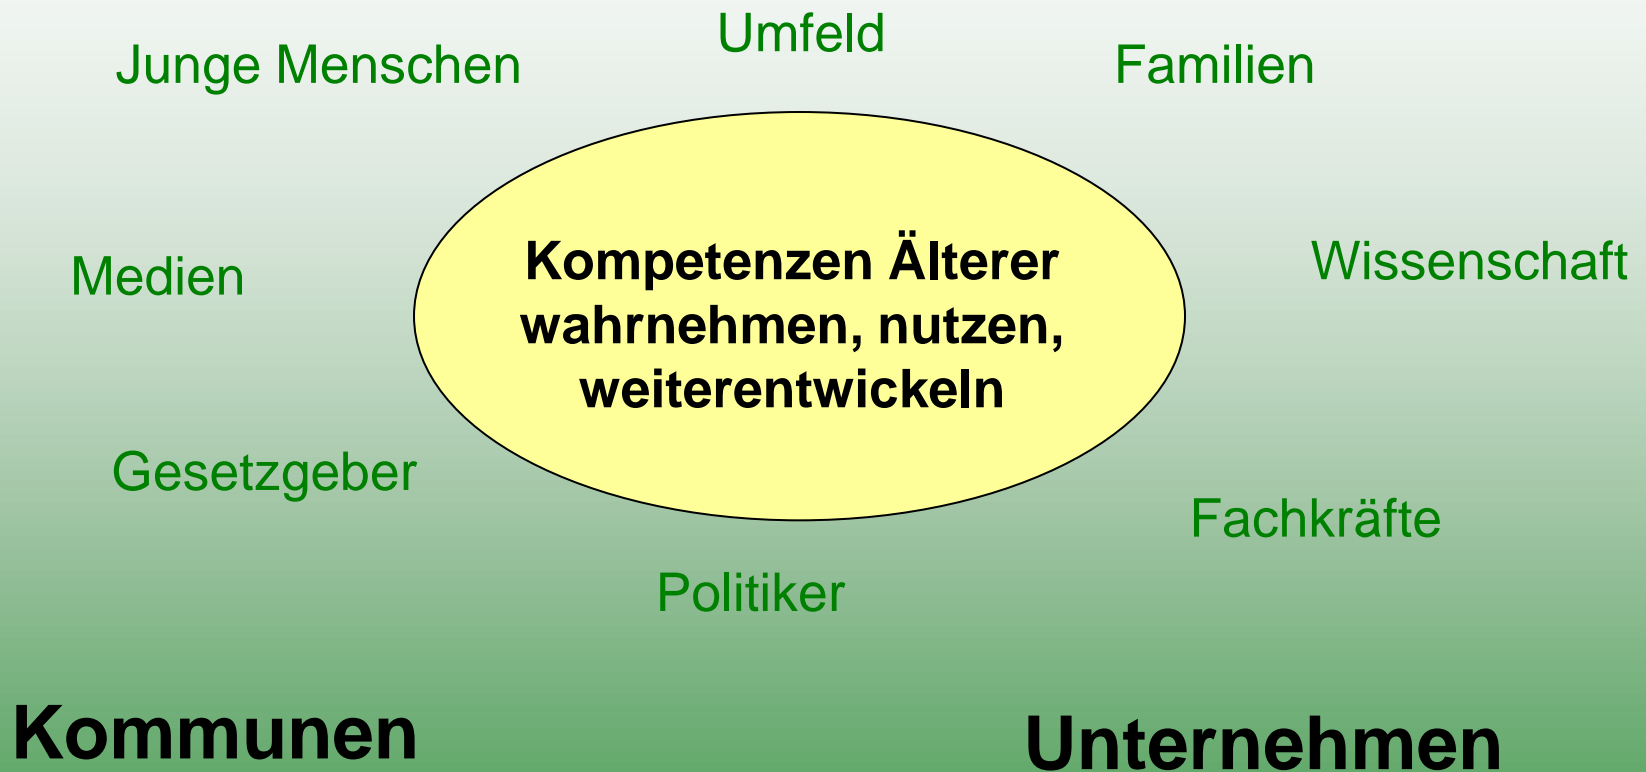 Umfeld
Junge Menschen
Familien
Kompetenzen Älterer
wahrnehmen, nutzen,
weiterentwickeln
Medien
Wissenschaft
Gesetzgeber
Fachkräfte
Politiker
Kommunen
Unternehmen